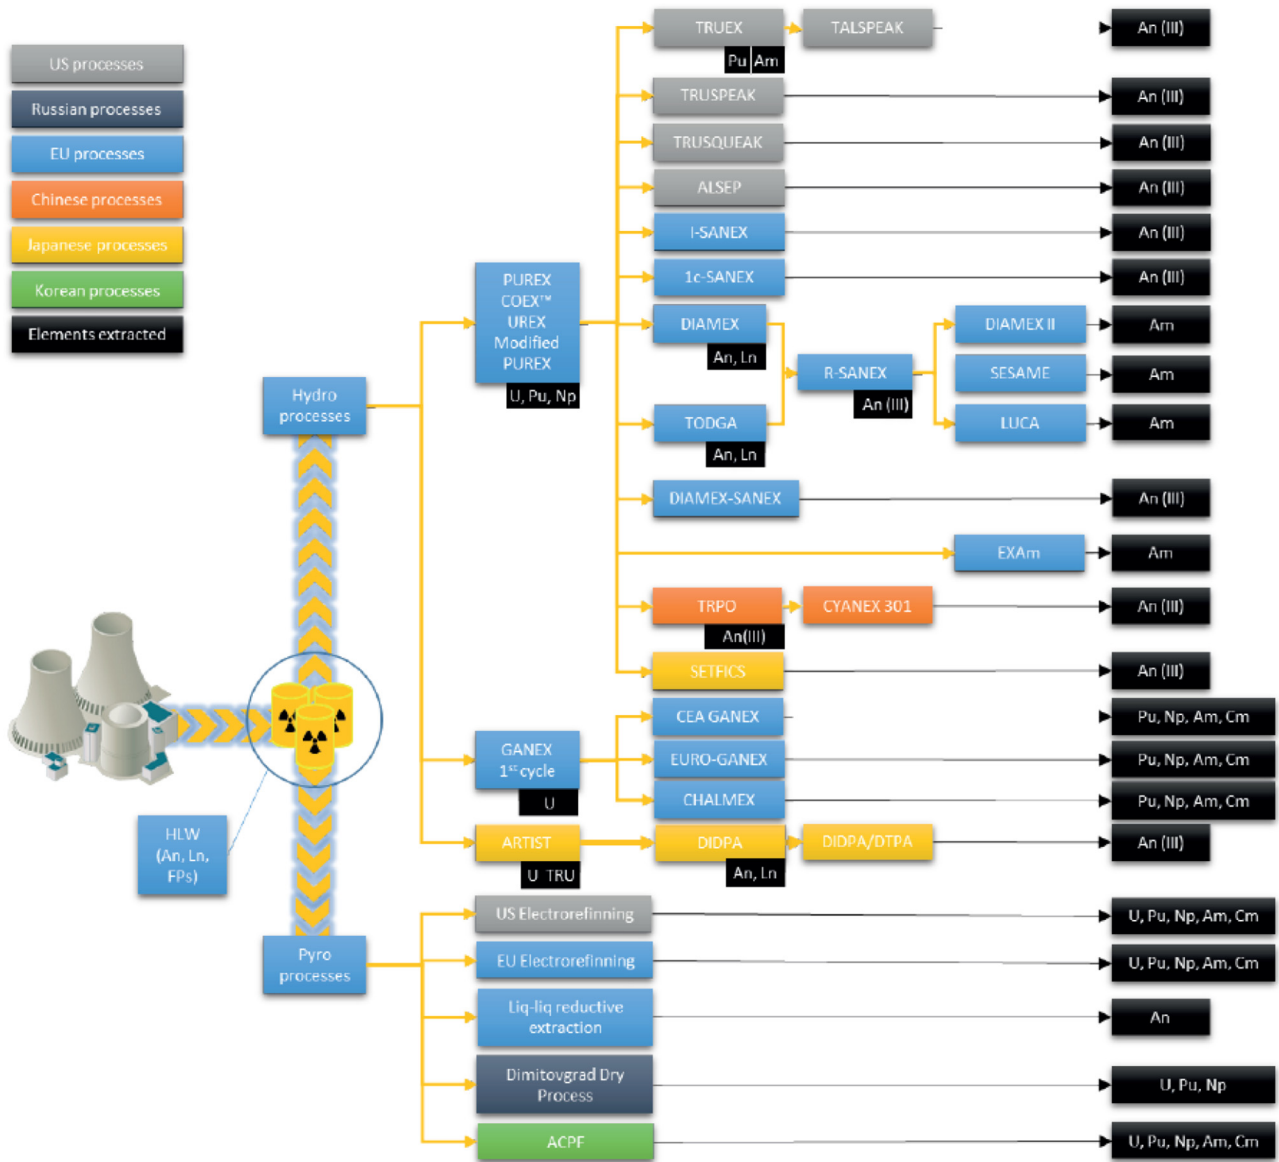 US processes
Russian processes
EU processes
Chinese processes
Japanese processes
Korean processes
Elements extracted
HLW
(An, Ln,
FPs)
Hydro
processes
Pyro
processes
PUREX
COEX™
UREX
Modified
PUREX
U, Pu, Np
TRUEX
Pu Am
TALSPEAK
An (III)
TRUSPEAK
An (III)
TRUSQUEAK
An (III)
ALSEP
An (III)
I-SANEX
An (III)
1c-SANEX
An (III)
DIAMEX
An, Ln
TODGA
An, Ln
R-SANEX
An (III)
DIAMEX II
Am
SESAME
Am
LUCA
Am
DIAMEX-SANEX
An (III)
EXAm
Am
TRPO
An(III)
CYANEX 301
An (III)
SETFICS
An (III)
GANEX
1st cycle
U
CEA GANEX
Pu, Np, Am, Cm
EURO-GANEX
Pu, Np, Am, Cm
CHALMEX
Pu, Np, Am, Cm
ARTIST
U TRU
DIDPA
An, Ln
DIDPA/DTPA
An (III)
US Electrorefinning
U, Pu, Np, Am, Cm
EU Electrorefinning
U, Pu, Np, Am, Cm
Liq-liq reductive
extraction
An
Dimitovgrad Dry
Process
U, Pu, Np
ACPF
U, Pu, Np, Am, Cm